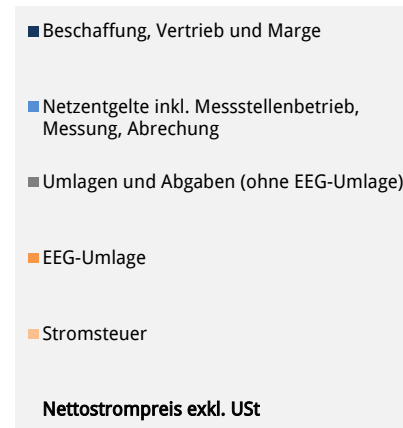 Beschaffung, Vertrieb und Marge
Netzentgelte inkl. Messstellenbetrieb,
Messung, Abrechung
Umlagen und Abgaben (ohne EEG-Umlage)
EEG-Umlage
Stromsteuer
Nettostrompreis exkl. USt